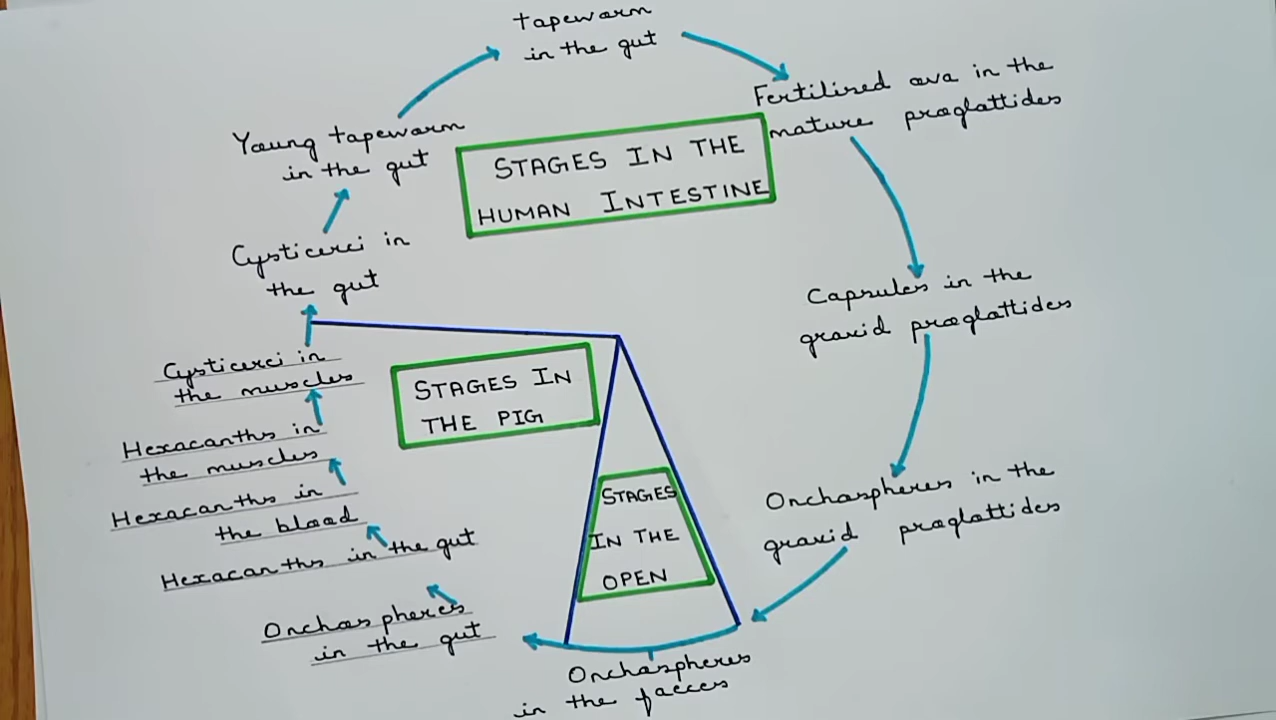 tapeworm
in the gut
Fertilised ova in the
mature proglottides
Young tapeworm
in the gut
STAGES IN THE
HUMAN INTESTINE
Cysticerci in
the gut
Capsules in the
gravid proglottides
Cysticerci in
the muscles
STAGES IN
THE PIG
Hexacanths in
the muscles
Hexacanths in
the blood
STAGES
IN THE
OPEN
Onchospheres in the
gravid proglottides
Hexacanths in the gut
Onchospheres
in the gut
Onchospheres
in the faeces